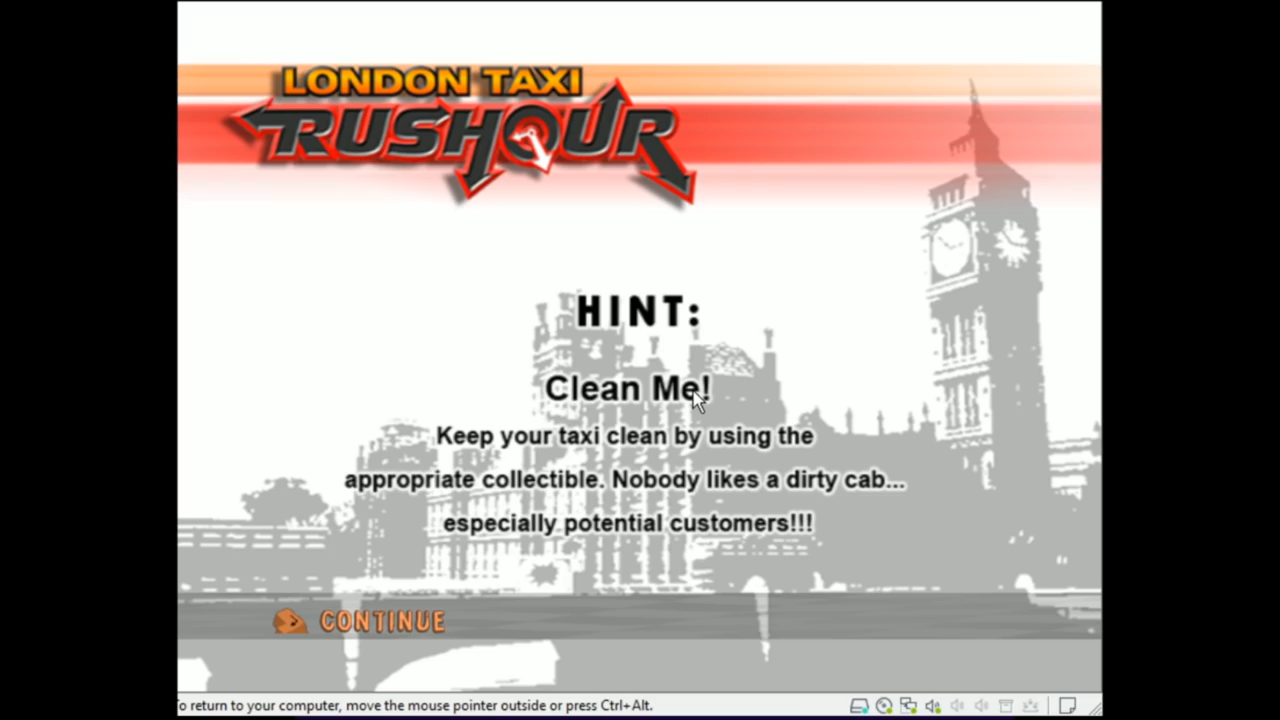 LONDON TAXI
RUSHOUR
HINT:
Clean Me!
Keep your taxi clean by using the
appropriate collectible. Nobody likes a dirty cab...
especially potential customers!!!
CONTINUE
To return to your computer, move the mouse pointer outside or press Ctrl+Alt.